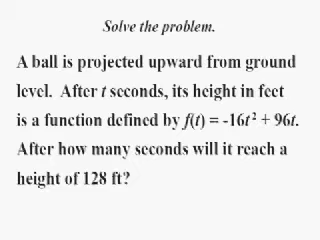 Solve the problem.
A ball is projected upward from ground
level. After t seconds, its height in feet
is a function defined by f(t) = -16t² + 96t.
After how many seconds will it reach a
height of 128 ft?